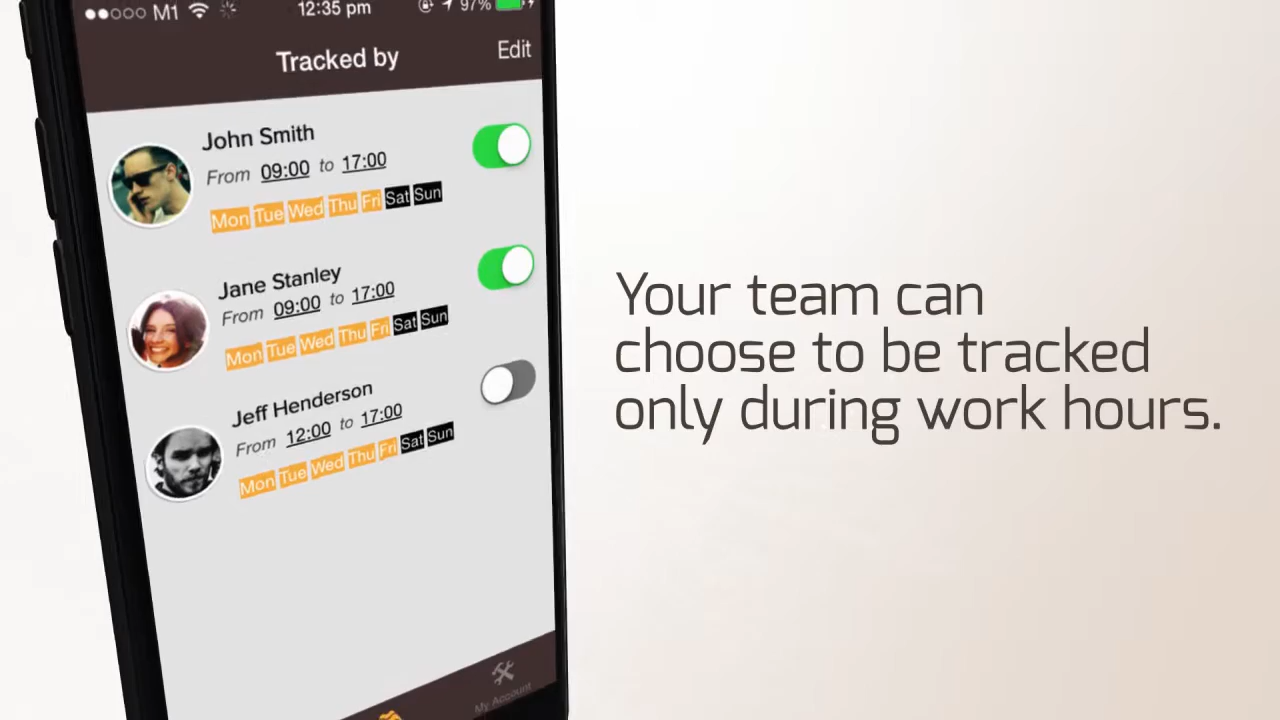 M1 12:35 pm 97%
Tracked by Edit
John Smith
From 09:00 to 17:00
Mon Tue Wed Thu Fri Sat Sun
Jane Stanley
From 09:00 to 17:00
Mon Tue Wed Thu Fri Sat Sun
Jeff Henderson
From 12:00 to 17:00
Mon Tue Wed Thu Fri Sat Sun
My Account
Your team can
choose to be tracked
only during work hours.